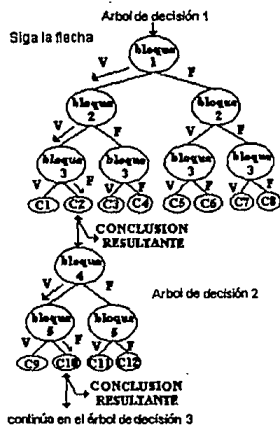 Arbol de decisión 1
Siga la flecha
bloque 1
V F
bloque 2 bloque 2
V F V F
bloque 3 bloque 3 bloque 3 bloque 3
V F V F V F V F
C1 C2 C3 C4 C5 C6 C7 C8
CONCLUSION
RESULTANTE
bloque 4
V F
Arbol de decisión 2
bloque 5 bloque 5
V F V F
C9 C10 C11 C12
CONCLUSION
RESULTANTE
continúa en el érbol de decisión 3